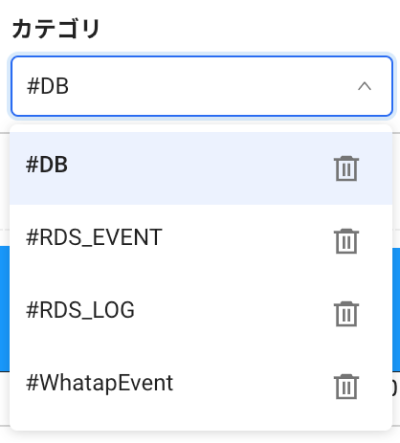 カテゴリ
#DB
#DB
#RDS_EVENT
#RDS_LOG
#WhatapEvent